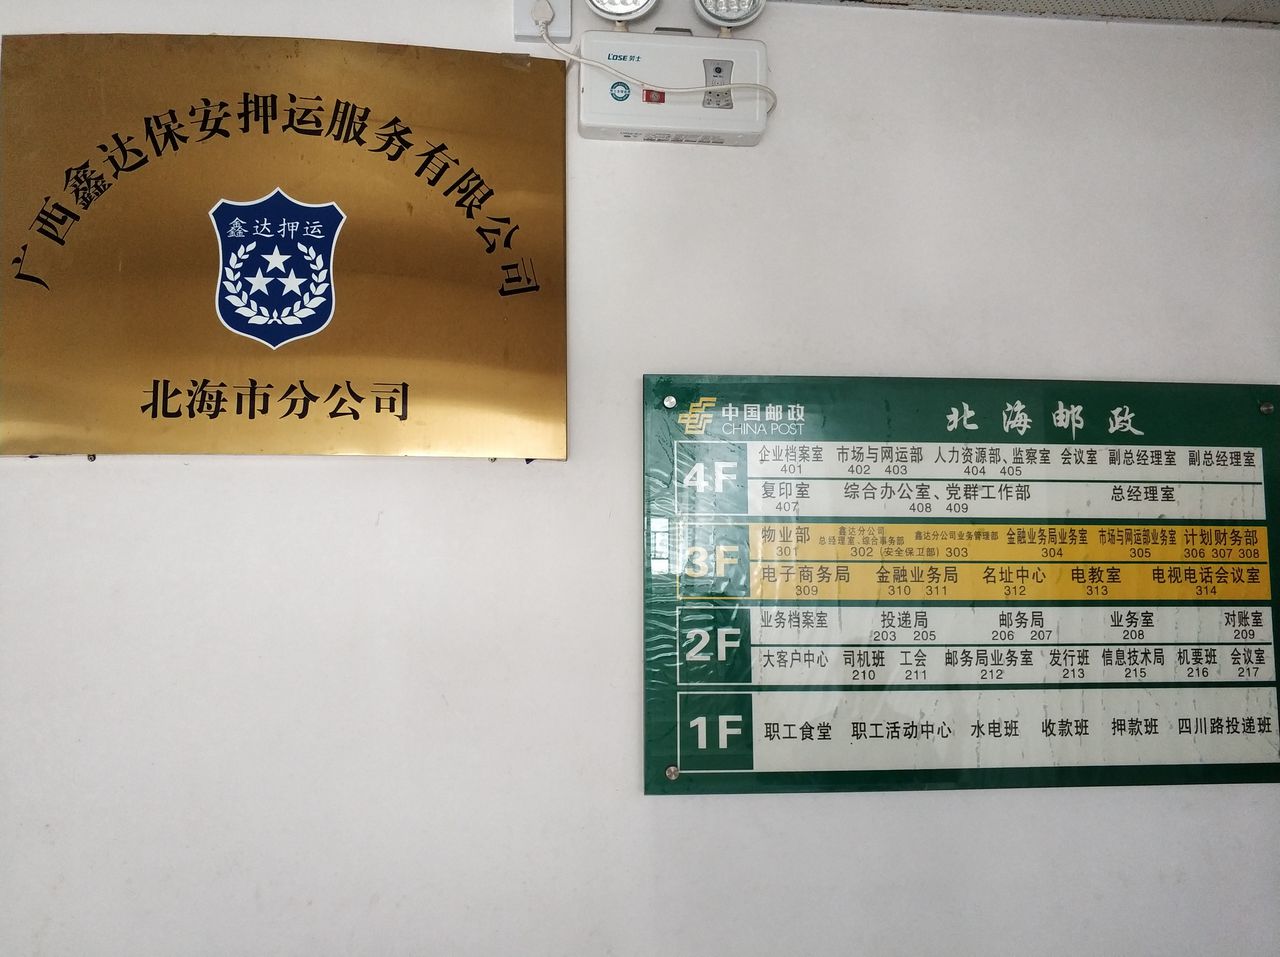 广西鑫达保安押运服务有限公司
鑫达押运
北海市分公司
LOSE 劳士
中国邮政
CHINA POST
北海邮政
4F
企业档案室 市场与网运部 人力资源部、监察室 会议室 副总经理室 副总经理室
401 402 403 404 405
复印室 综合办公室、党群工作部 总经理室
407 408 409
3F
物业部 鑫达分公司 总经理室、综合事务部 鑫达分公司业务管理部 金融业务局业务室 市场与网运部业务室 计划财务部
301 302 (安全保卫部) 303 304 305 306 307 308
电子商务局 金融业务局 名址中心 电教室 电视电话会议室
309 310 311 312 313 314
2F
业务档案室 投递局 邮务局 业务室 对账室
203 205 206 207 208 209
大客户中心 司机班 工会 邮务局业务室 发行班 信息技术局 机要班 会议室
210 211 212 213 215 216 217
1F
职工食堂 职工活动中心 水电班 收款班 押款班 四川路投递班